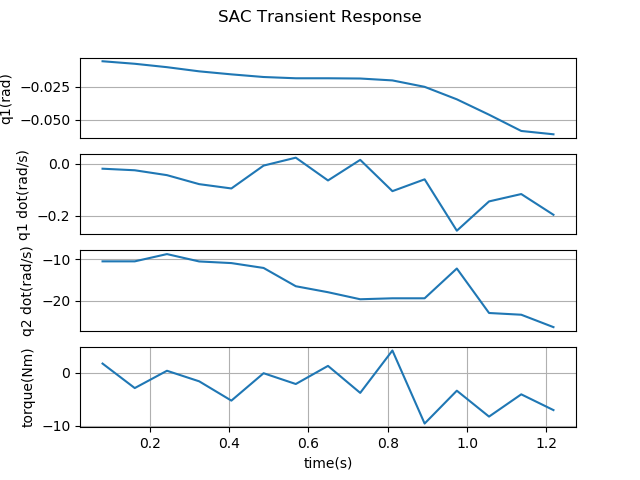 SAC Transient Response
q1(rad)
−0.025
−0.050
q1 dot(rad/s)
0.0
−0.2
q2 dot(rad/s)
−10
−20
torque(Nm)
0
−10
0.2 0.4 0.6 0.8 1.0 1.2
time(s)